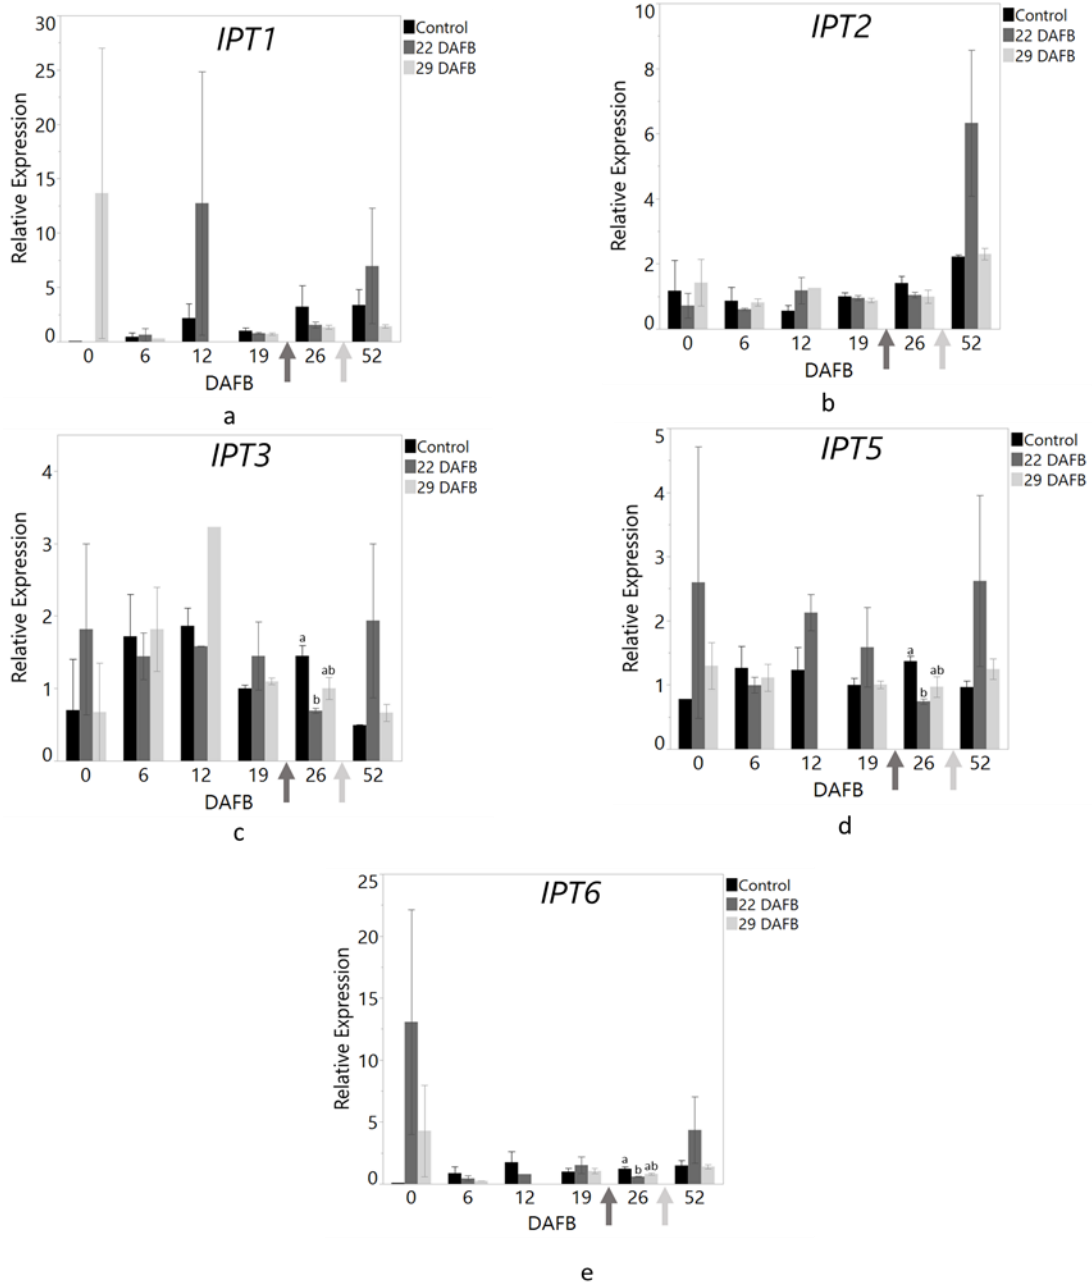 IPT1
Control
22 DAFB
29 DAFB
Relative Expression
30
25
20
15
10
5
0
0 6 12 19 26 52
DAFB
a
IPT2
Control
22 DAFB
29 DAFB
Relative Expression
10
8
6
4
2
0
0 6 12 19 26 52
DAFB
b
IPT3
Control
22 DAFB
29 DAFB
Relative Expression
4
3
2
1
0
a
b
ab
0 6 12 19 26 52
DAFB
c
IPT5
Control
22 DAFB
29 DAFB
Relative Expression
5
4
3
2
1
0
a
b
ab
0 6 12 19 26 52
DAFB
d
IPT6
Control
22 DAFB
29 DAFB
Relative Expression
25
20
15
10
5
0
a
b
ab
0 6 12 19 26 52
DAFB
e